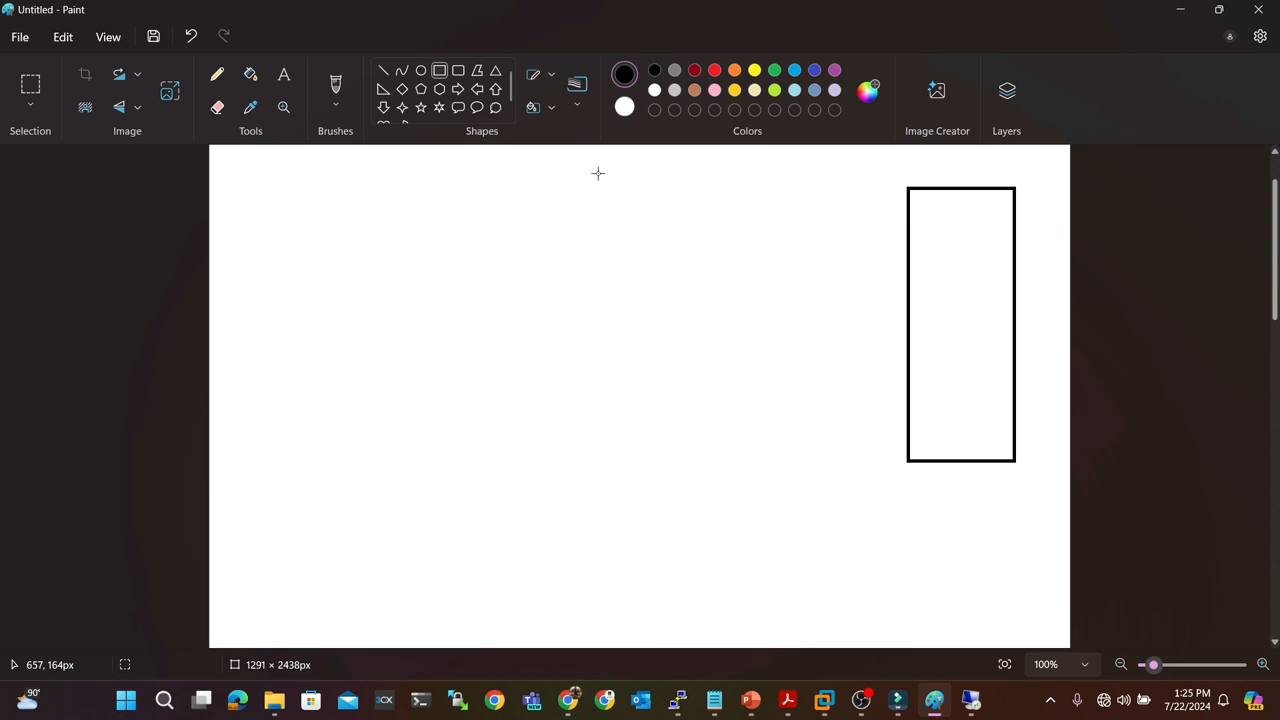 Untitled - Paint
File Edit View
Selection Image Tools Brushes Shapes Colors Image Creator Layers
657, 164px 1291 × 2438px 100%
90° 1:25 PM
7/22/2024